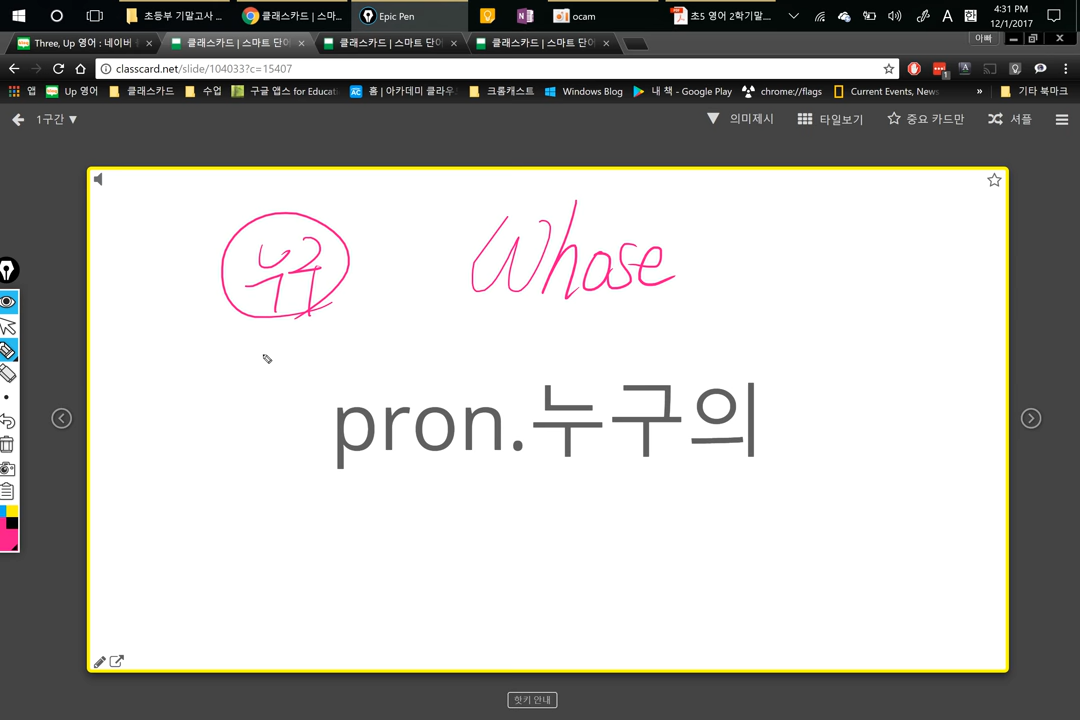 초등부 기말고사 ...
클래스카드 | 스마...
Epic Pen
ocam
초5 영어 2학기기말...
4:31 PM
12/1/2017
Three, Up 영어 : 네이버
클래스카드 | 스마트 단어
클래스카드 | 스마트 단어
클래스카드 | 스마트 단어
아빠
classcard.net/slide/104033?c=15407
앱
Up 영어
클래스카드
수업
구글 앱스 for Educati
홈 | 아카데미 클라우
크롬캐스트
Windows Blog
내 책 - Google Play
chrome://flags
Current Events, News
»
기타 북마크
1구간 ▼
의미제시
타일보기
중요 카드만
셔플
누구
Whose
pron.누구의
핫키 안내